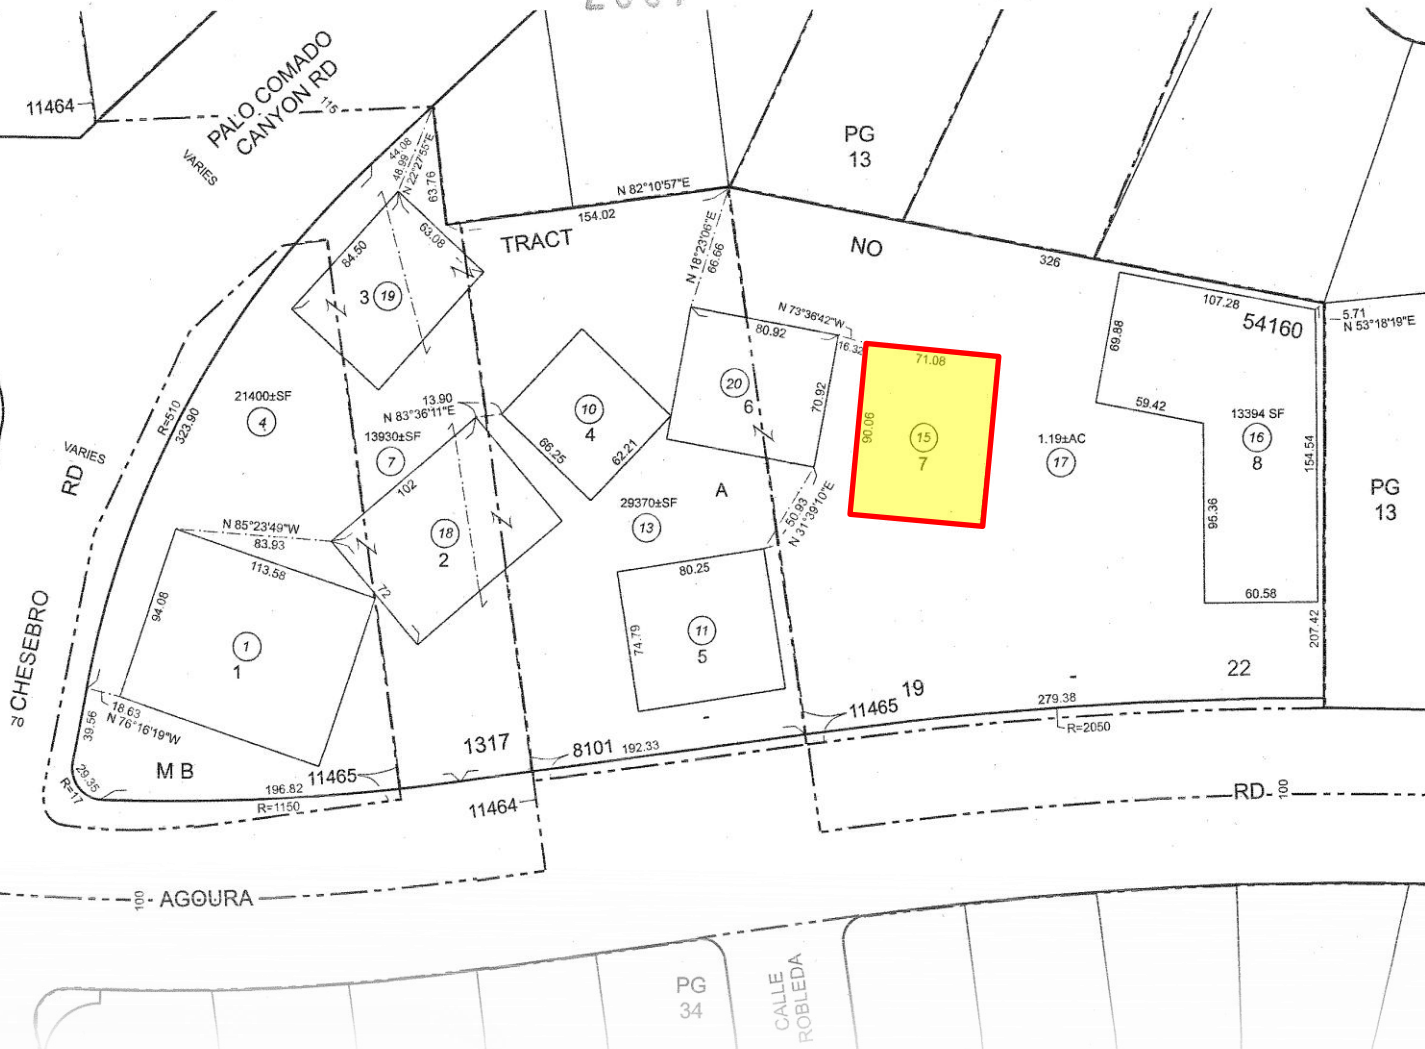 11464
PALO COMADO
CANYON RD
115
VARIES
PG
13
44.08
48.99
N 22°27'55"E
63.76
N 82°10'57"E
154.02
TRACT
NO
326
N 18°23'06"E
66.66
63.08
84.50
3 19
107.28
54160
5.71
N 53°18'19"E
69.88
N 73°36'42"W
80.92
16.32
71.08
20
6
70.92
90.06
15
7
59.42
13394 SF
16
8
154.54
1.19±AC
17
95.36
60.58
207.42
PG
13
21400±SF
4
R=510
323.90
13.90
N 83°36'11"E
13930±SF
7
102
10
4
66.25
62.21
VARIES
RD
A
29370±SF
13
50.93
N 31°39'10"E
N 85°23'49"W
83.93
113.58
18
2
72
94.08
1
1
80.25
74.79
11
5
CHESEBRO
70
18.63
N 76°16'19"W
39.56
29.35
R=17
M B
196.82
R=1150
11465
1317
8101
192.33
11464
11465
19
22
279.38
R=2050
RD
100
100
AGOURA
PG
34
CALLE
ROBLEDA